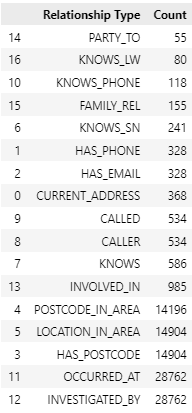 Relationship Type Count
14 PARTY_TO 55
16 KNOWS_LW 80
10 KNOWS_PHONE 118
15 FAMILY_REL 155
6 KNOWS_SN 241
1 HAS_PHONE 328
2 HAS_EMAIL 328
0 CURRENT_ADDRESS 368
9 CALLED 534
8 CALLER 534
7 KNOWS 586
13 INVOLVED_IN 985
4 POSTCODE_IN_AREA 14196
5 LOCATION_IN_AREA 14904
3 HAS_POSTCODE 14904
11 OCCURRED_AT 28762
12 INVESTIGATED_BY 28762